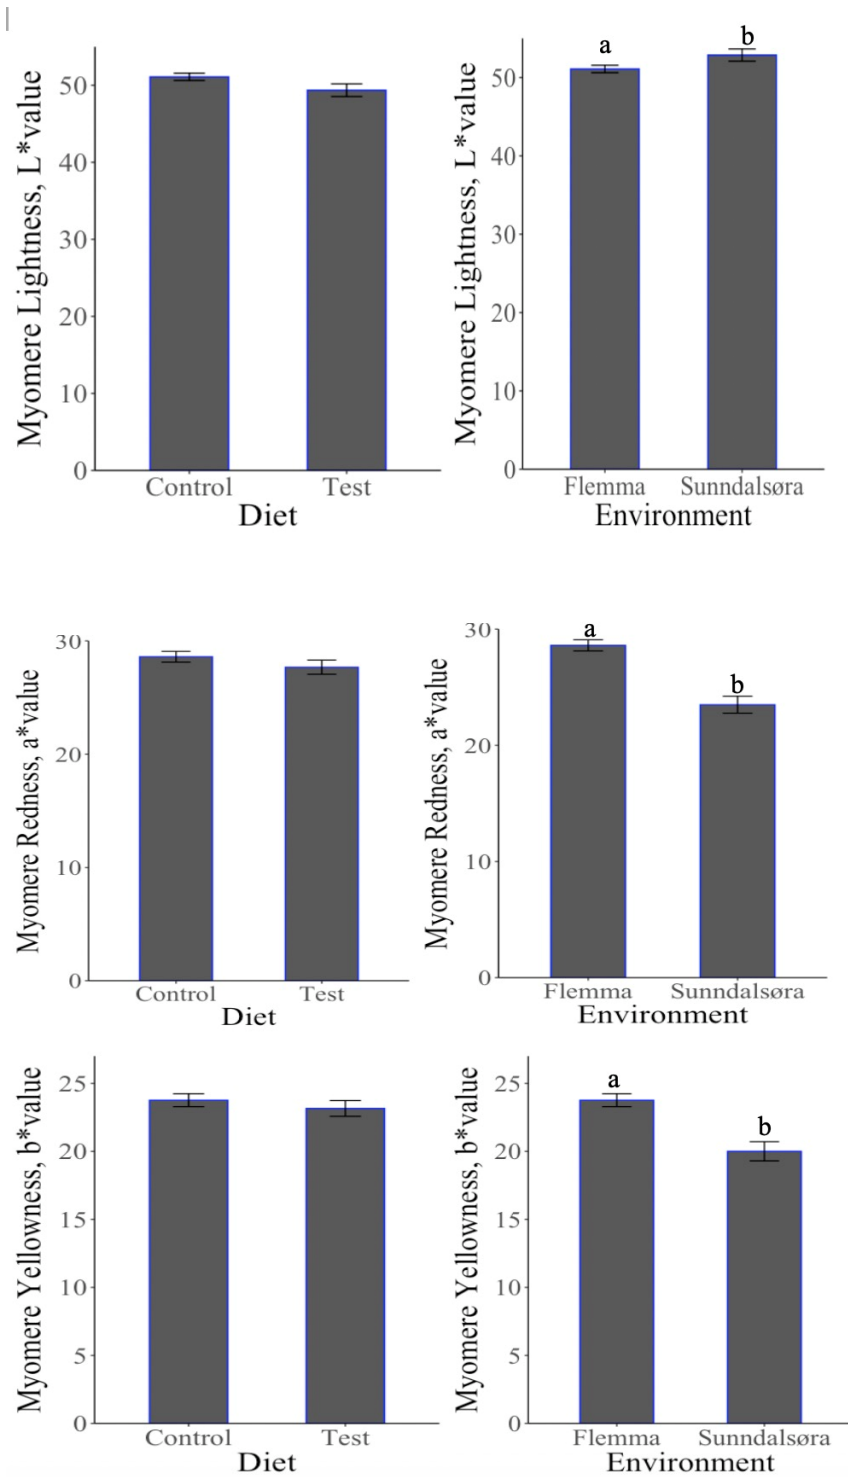 Myomere Lightness, L*value
50
40
30
20
10
0
Control Test
Diet
Myomere Lightness, L*value
50
40
30
20
10
0
a
b
Flemma Sunndalsøra
Environment
Myomere Redness, a*value
30
20
10
0
Control Test
Diet
Myomere Redness, a*value
30
20
10
0
a
b
Flemma Sunndalsøra
Environment
Myomere Yellowness, b*value
25
20
15
10
5
0
Control Test
Diet
Myomere Yellowness, b*value
25
20
15
10
5
0
a
b
Flemma Sunndalsøra
Environment